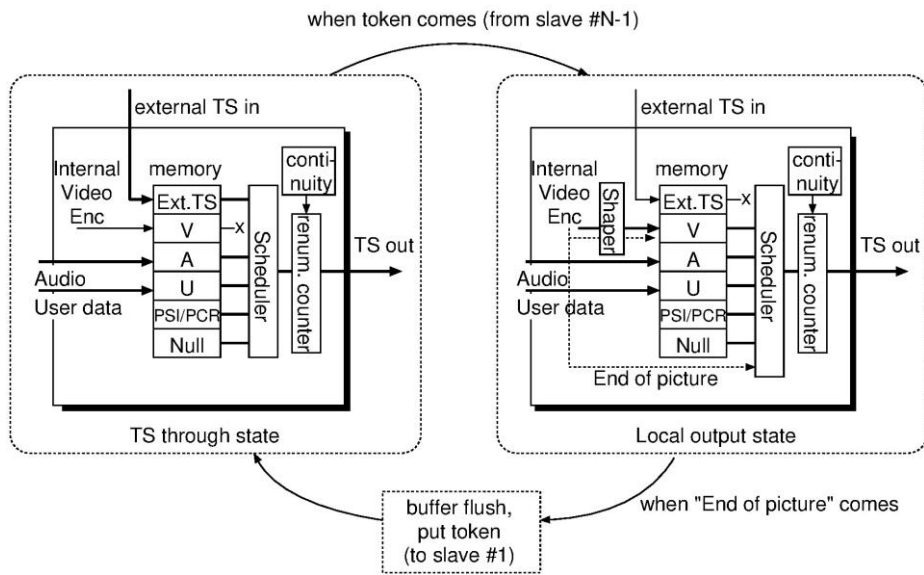 when token comes (from slave #N-1)
external TS in
Internal
Video
Enc
memory
conti-
nuity
Ext.TS
V
x
A
U
PSI/PCR
Null
Scheduler
renum. counter
TS out
Audio
User data
TS through state
external TS in
Internal
Video
Enc
Shaper
memory
conti-
nuity
Ext.TS
x
V
A
U
PSI/PCR
Null
Scheduler
renum. counter
TS out
Audio
User data
End of picture
Local output state
buffer flush,
put token
(to slave #1)
when "End of picture" comes